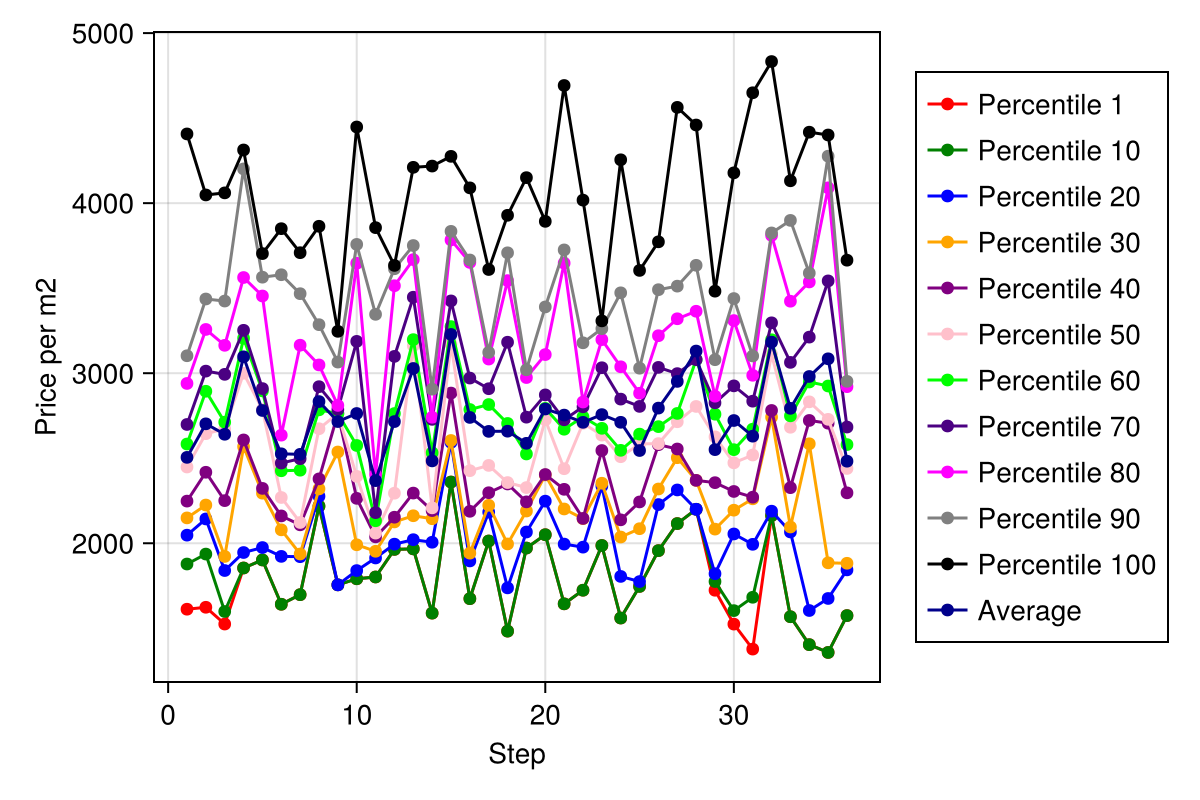 5000
4000
3000
2000
Price per m2
0 10 20 30
Step
Percentile 1
Percentile 10
Percentile 20
Percentile 30
Percentile 40
Percentile 50
Percentile 60
Percentile 70
Percentile 80
Percentile 90
Percentile 100
Average